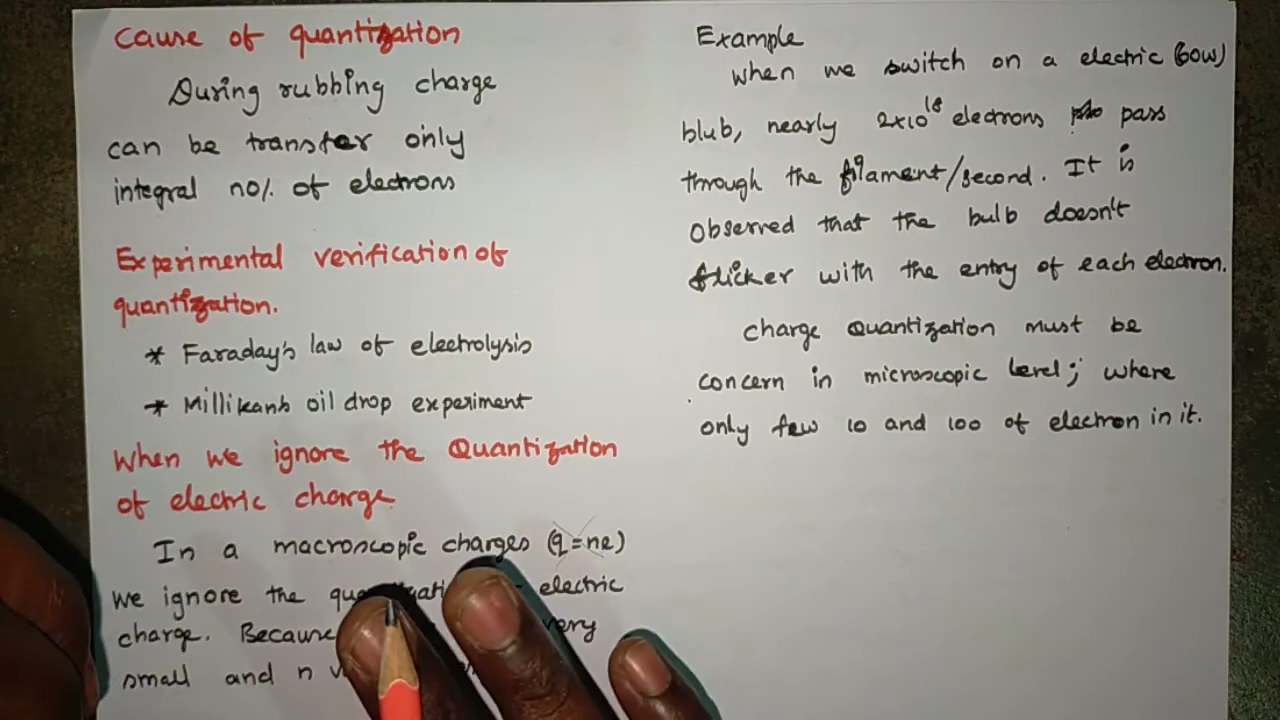 Cause of quantization
During rubbing charge
can be transfer only
integral no/. of electrons
Experimental verification of
quantization.
* Faraday's law of electrolysis
* Millikan's oil drop experiment
When we ignore the Quantization
of electric charge
In a macroscopic charges (q=ne)
we ignore the electric
charge. Because very
small and n
Example
When we switch on a electric (60W)
blub, nearly 2x10^18 electrons pass
through the filament/second. It is
observed that the bulb doesn't
flicker with the entry of each electron.
charge quantization must be
concern in microscopic level; where
only few 10 and 100 of electron in it.